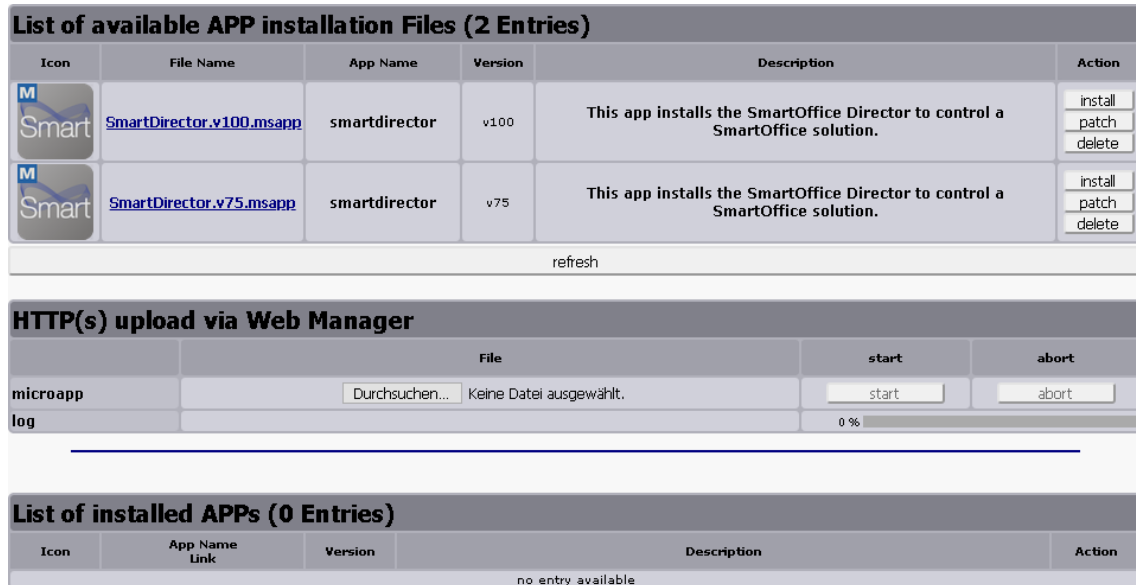 List of available APP installation Files (2 Entries)
Icon File Name App Name Version Description Action
M
Smart
SmartDirector.v100.msapp smartdirector v100
This app installs the SmartOffice Director to control a
SmartOffice solution.
install
patch
delete
M
Smart
SmartDirector.v75.msapp smartdirector v75
This app installs the SmartOffice Director to control a
SmartOffice solution.
install
patch
delete
refresh
HTTP(s) upload via Web Manager
File start abort
microapp Durchsuchen... Keine Datei ausgewählt. start abort
log 0 %
List of installed APPs (0 Entries)
Icon App Name
Link Version Description Action
no entry available